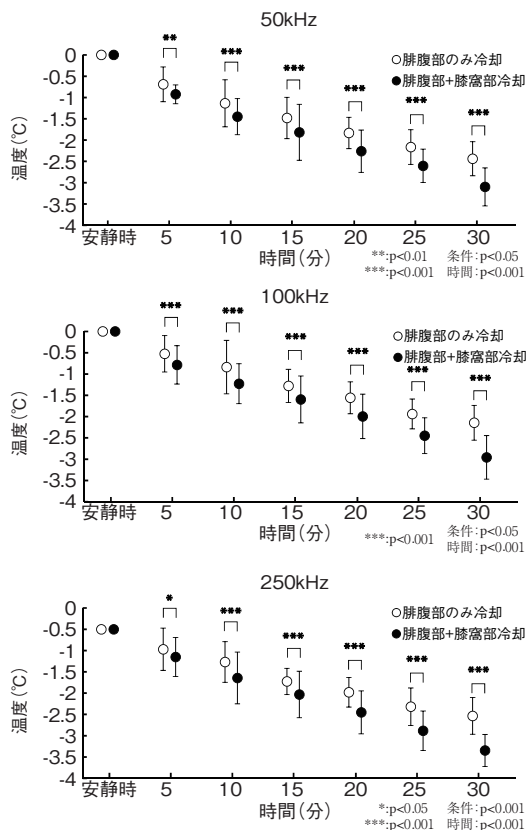 50kHz
○腓腹部のみ冷却
●腓腹部+膝窩部冷却
温度(℃)
0
-0.5
-1
-1.5
-2
-2.5
-3
-3.5
-4
** *** *** *** *** ***
安静時 5 10 15 20 25 30
時間(分)
**:p<0.01 条件:p<0.05
***:p<0.001 時間:p<0.001
100kHz
○腓腹部のみ冷却
●腓腹部+膝窩部冷却
温度(℃)
0
-0.5
-1
-1.5
-2
-2.5
-3
-3.5
-4
*** *** *** *** *** ***
安静時 5 10 15 20 25 30
時間(分)
***:p<0.001 条件:p<0.05
時間:p<0.001
250kHz
○腓腹部のみ冷却
●腓腹部+膝窩部冷却
温度(℃)
0
-0.5
-1
-1.5
-2
-2.5
-3
-3.5
-4
* *** *** *** *** ***
安静時 5 10 15 20 25 30
時間(分)
*:p<0.05 条件:p<0.001
***:p<0.001 時間:p<0.001